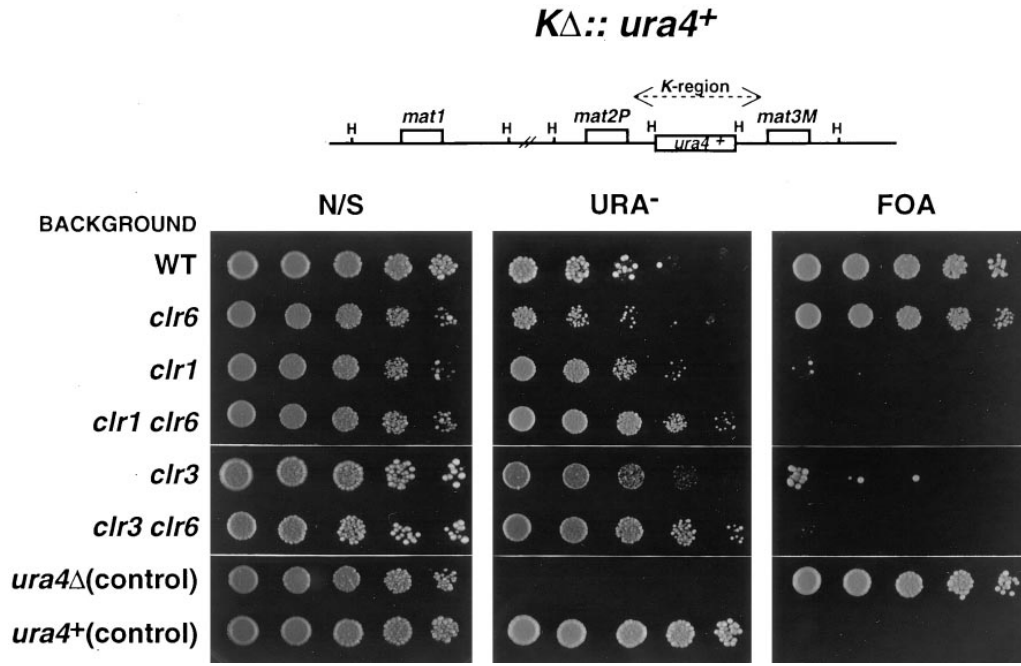 KΔ:: ura4+
K-region
mat1 mat2P mat3M
H H H H H H
ura4 +
N/S URA- FOA
BACKGROUND
WT
clr6
clr1
clr1 clr6
clr3
clr3 clr6
ura4Δ(control)
ura4+(control)